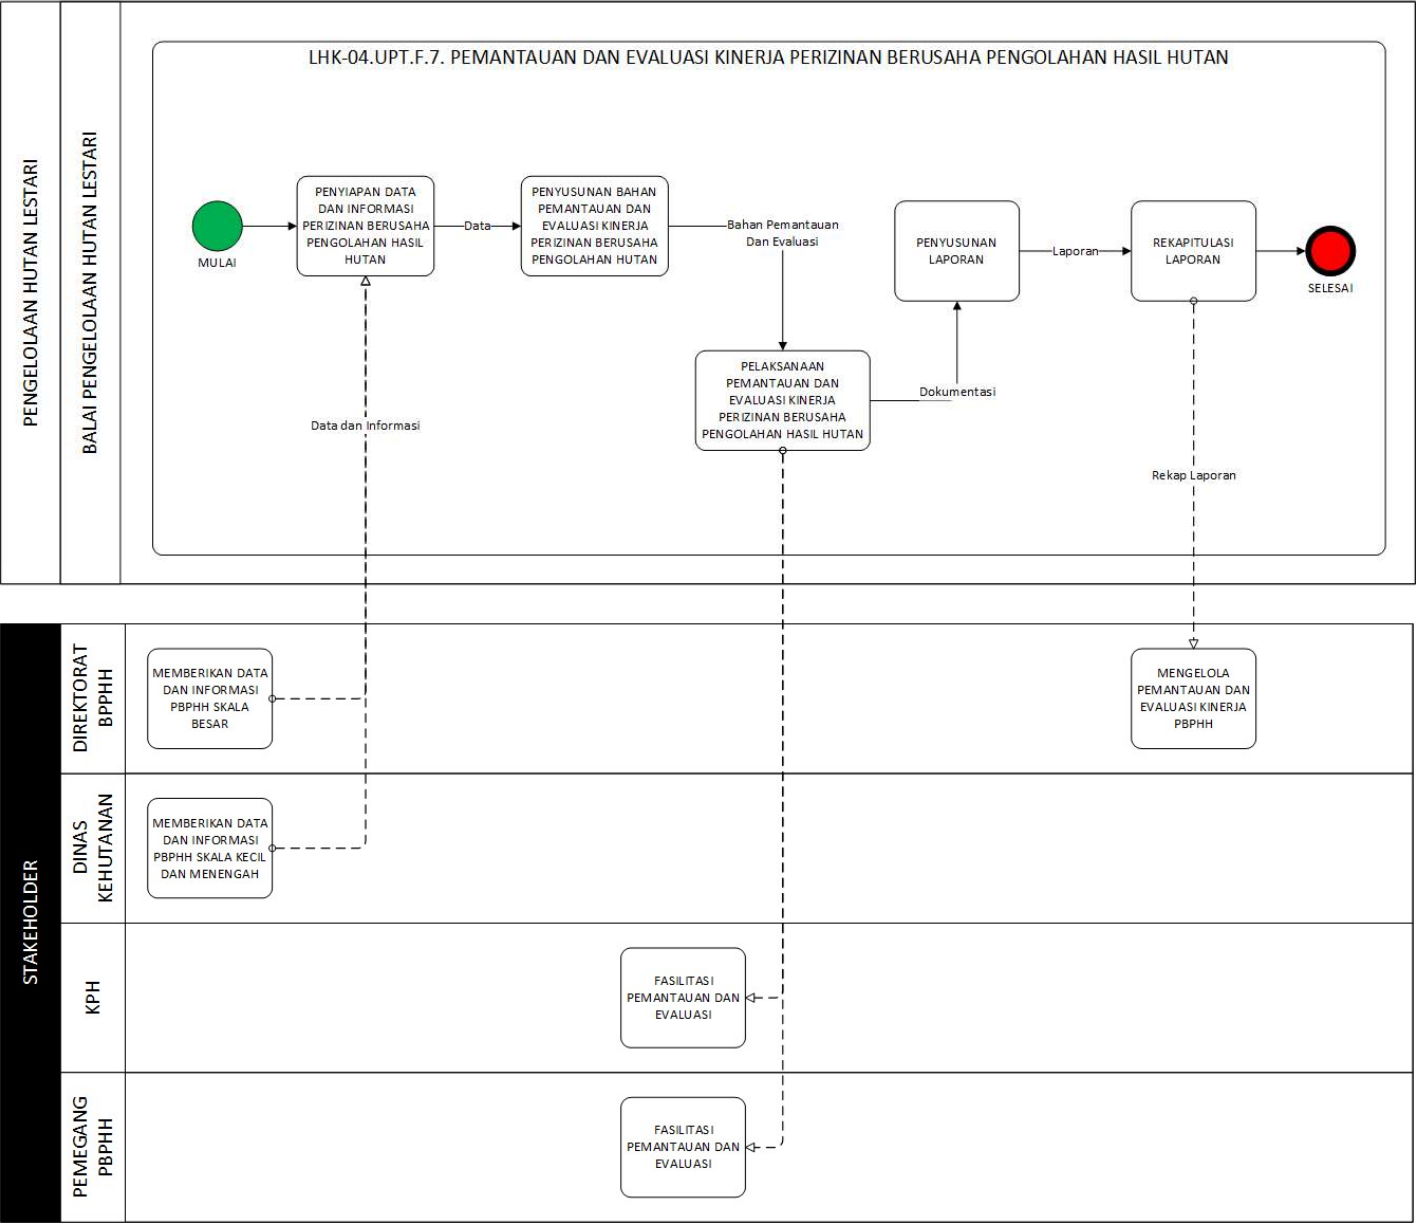 PENGELOLAAN HUTAN LESTARI
BALAI PENGELOLAAN HUTAN LESTARI
LHK-04.UPT.F.7. PEMANTAUAN DAN EVALUASI KINERJA PERIZINAN BERUSAHA PENGOLAHAN HASIL HUTAN
MULAI
PENYIAPAN DATA
DAN INFORMASI
PERIZINAN BERUSAHA
PENGOLAHAN HASIL
HUTAN
Data
PENYUSUNAN BAHAN
PEMANTAUAN DAN
EVALUASI KINERJA
PERIZINAN BERUSAHA
PENGOLAHAN HUTAN
Bahan Pemantauan
Dan Evaluasi
PELAKSANAAN
PEMANTAUAN DAN
EVALUASI KINERJA
PERIZINAN BERUSAHA
PENGOLAHAN HASIL HUTAN
Dokumentasi
PENYUSUNAN
LAPORAN
Laporan
REKAPITULASI
LAPORAN
SELESAI
Data dan Informasi
Rekap Laporan
STAKEHOLDER
DIREKTORAT
BPPHH
MEMBERIKAN DATA
DAN INFORMASI
PBPHH SKALA
BESAR
MENGELOLA
PEMANTAUAN DAN
EVALUASI KINERJA
PBPHH
DINAS
KEHUTANAN
MEMBERIKAN DATA
DAN INFORMASI
PBPHH SKALA KECIL
DAN MENENGAH
KPH
FASILITASI
PEMANTAUAN DAN
EVALUASI
PEMEGANG
PBPHH
FASILITASI
PEMANTAUAN DAN
EVALUASI